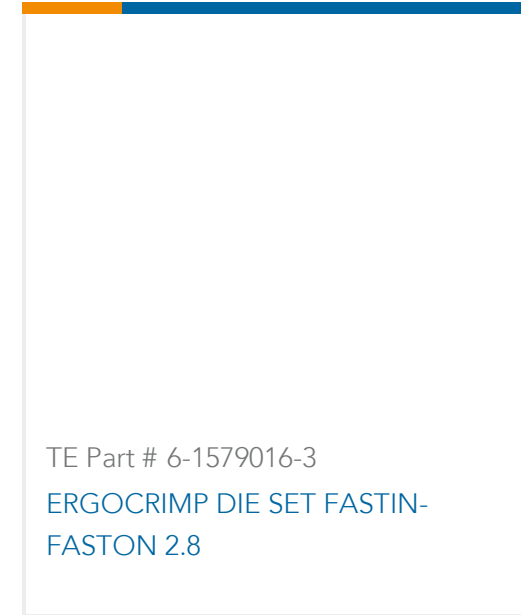 TE Part # 6-1579016-3
ERGOCRIMP DIE SET FASTIN-
FASTON 2.8